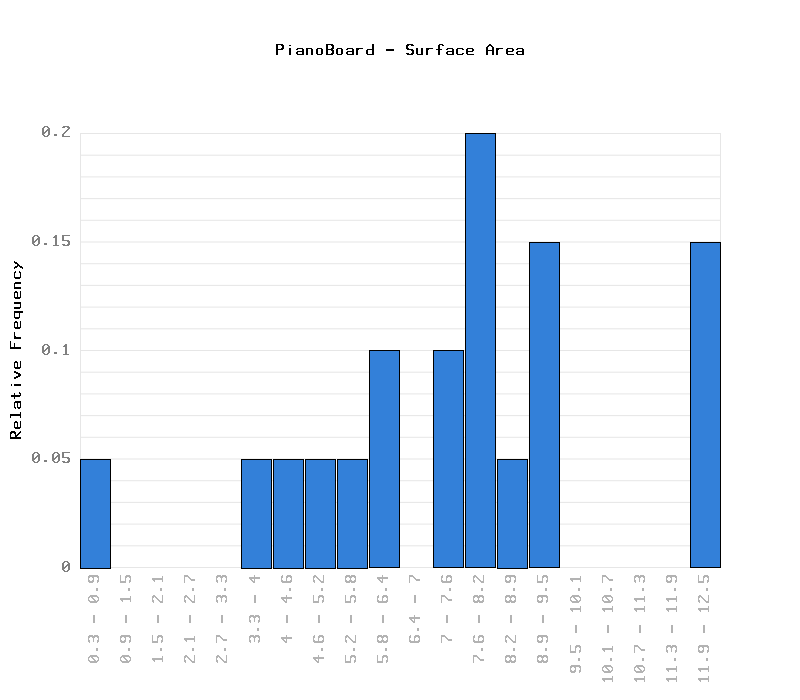 PianoBoard - Surface Area
0.2
0.15
0.1
0.05
0
Relative Frequency
0.3 - 0.9
0.9 - 1.5
1.5 - 2.1
2.1 - 2.7
2.7 - 3.3
3.3 - 4
4 - 4.6
4.6 - 5.2
5.2 - 5.8
5.8 - 6.4
6.4 - 7
7 - 7.6
7.6 - 8.2
8.2 - 8.9
8.9 - 9.5
9.5 - 10.1
10.1 - 10.7
10.7 - 11.3
11.3 - 11.9
11.9 - 12.5